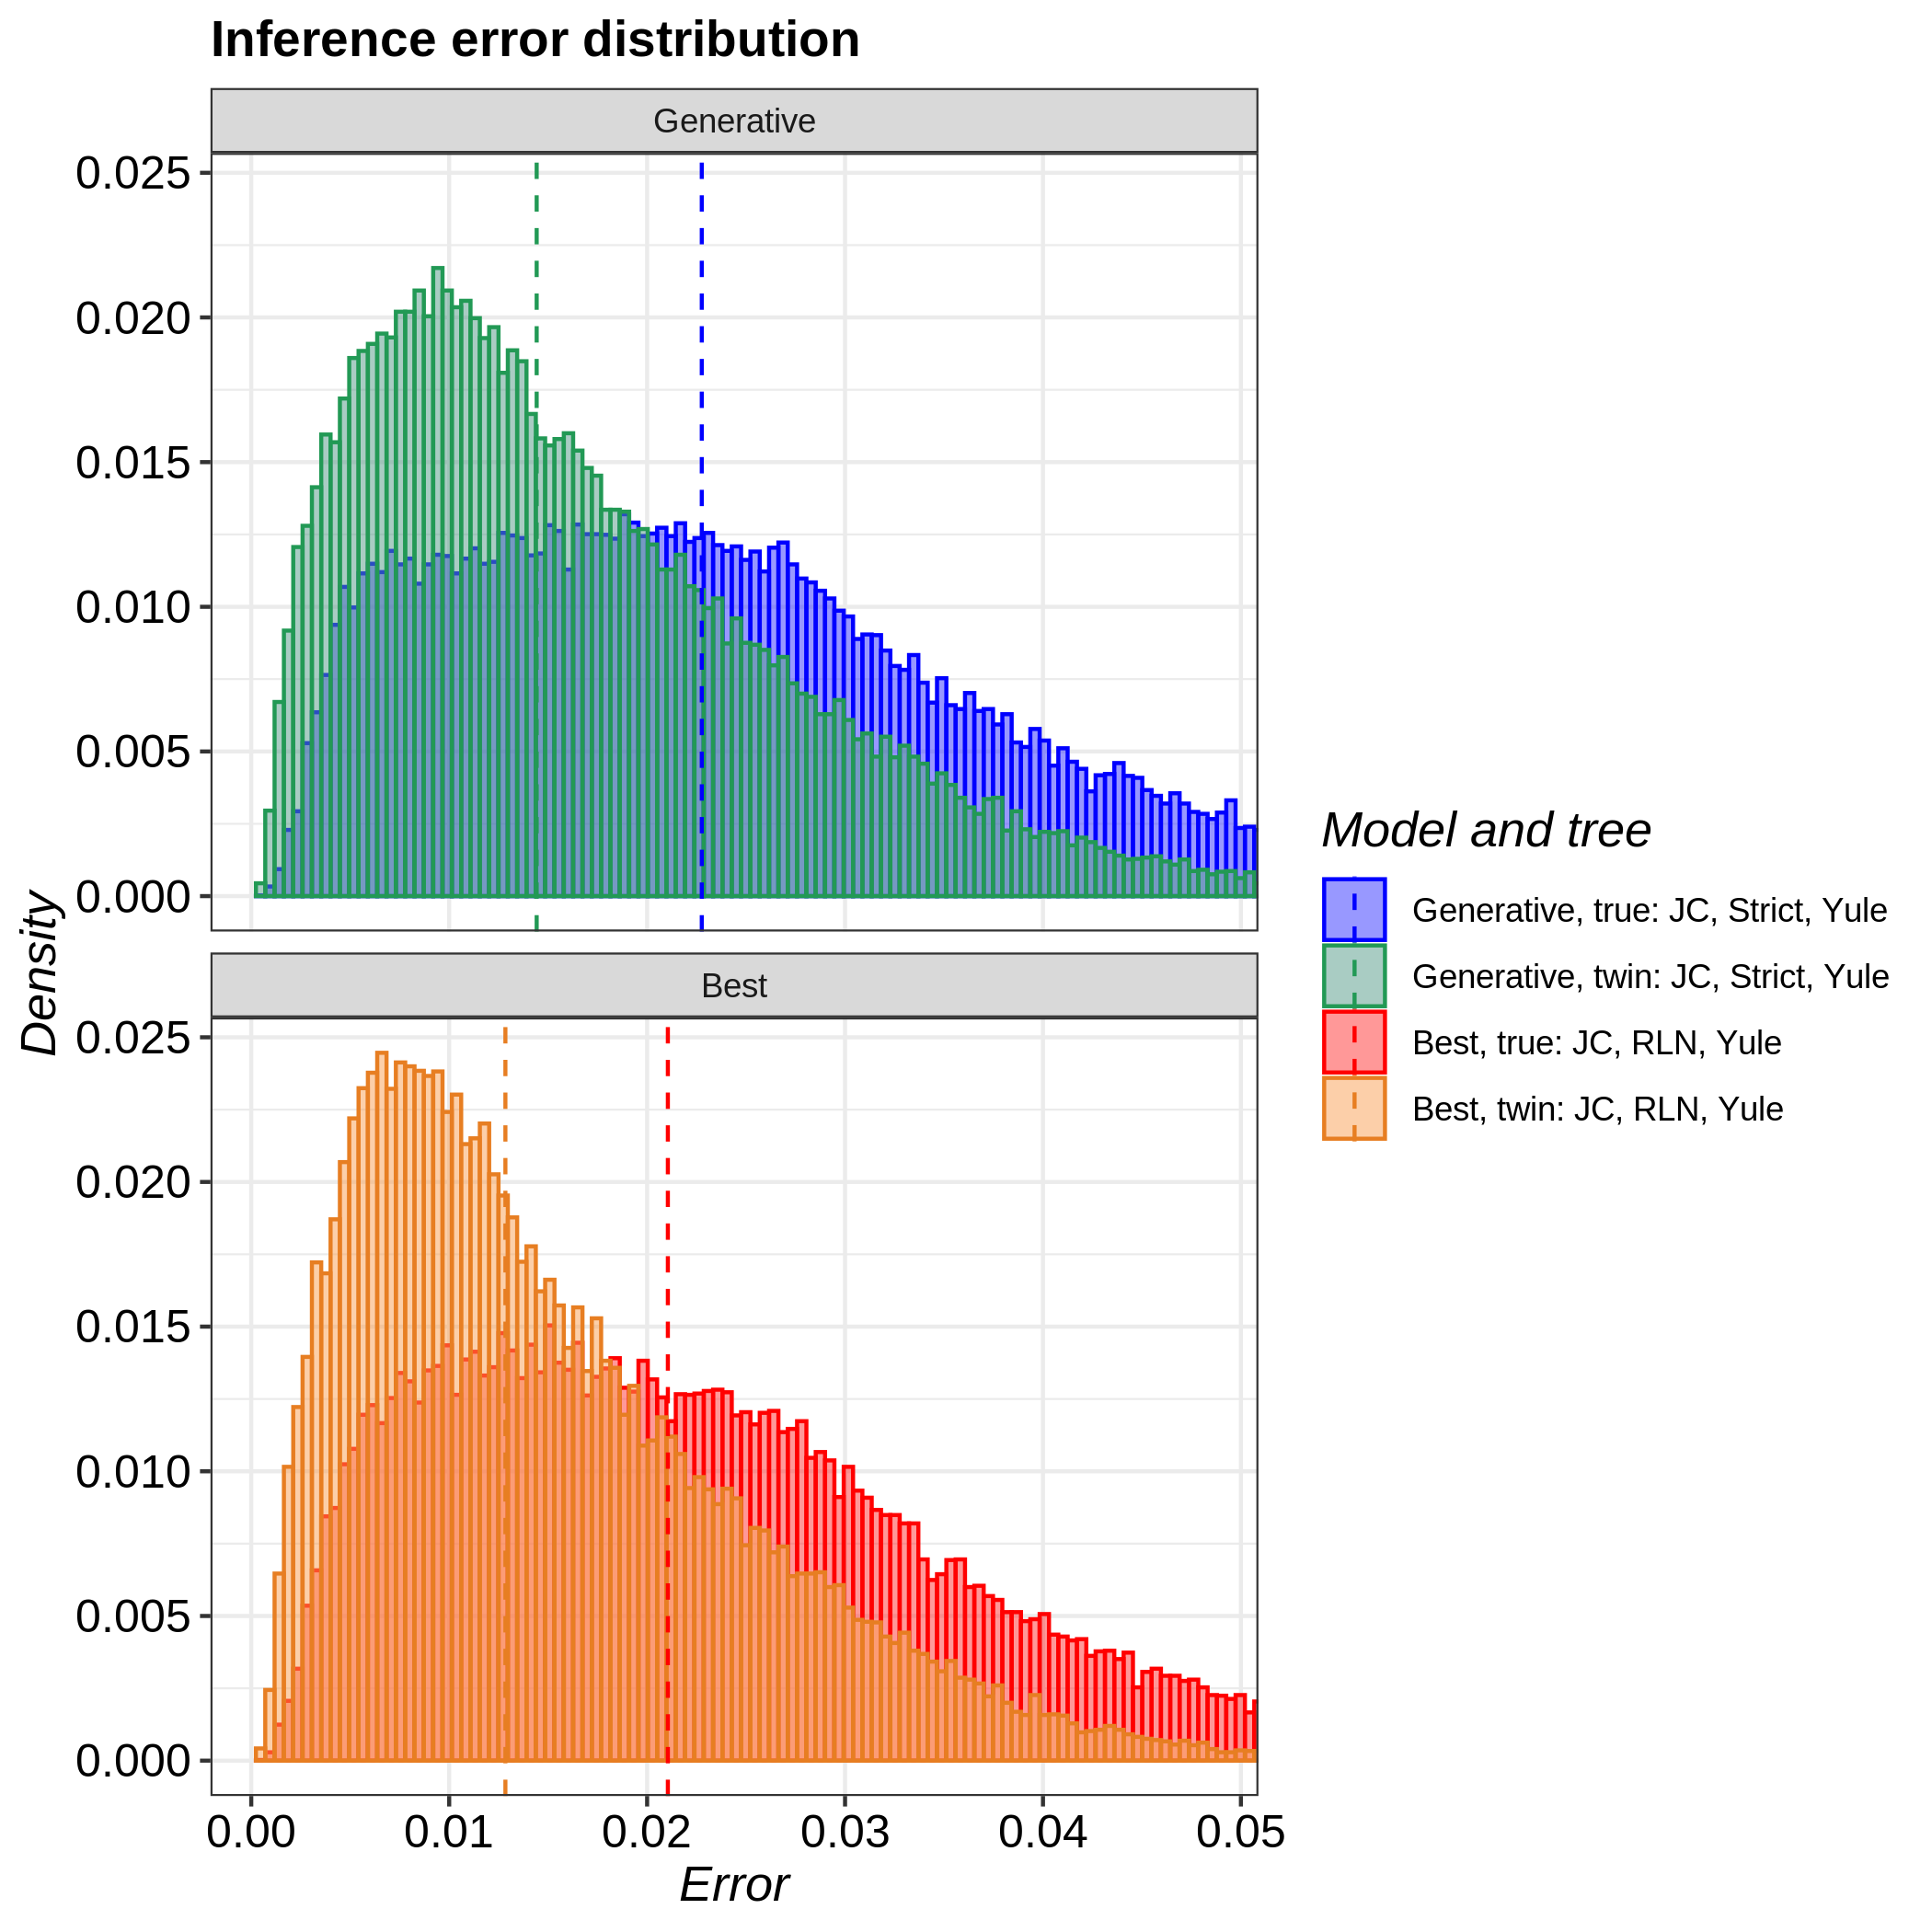 Inference error distribution
Generative
0.025
0.020
0.015
0.010
0.005
0.000
Density
Best
0.025
0.020
0.015
0.010
0.005
0.000
0.00 0.01 0.02 0.03 0.04 0.05
Error
Model and tree
Generative, true: JC, Strict, Yule
Generative, twin: JC, Strict, Yule
Best, true: JC, RLN, Yule
Best, twin: JC, RLN, Yule